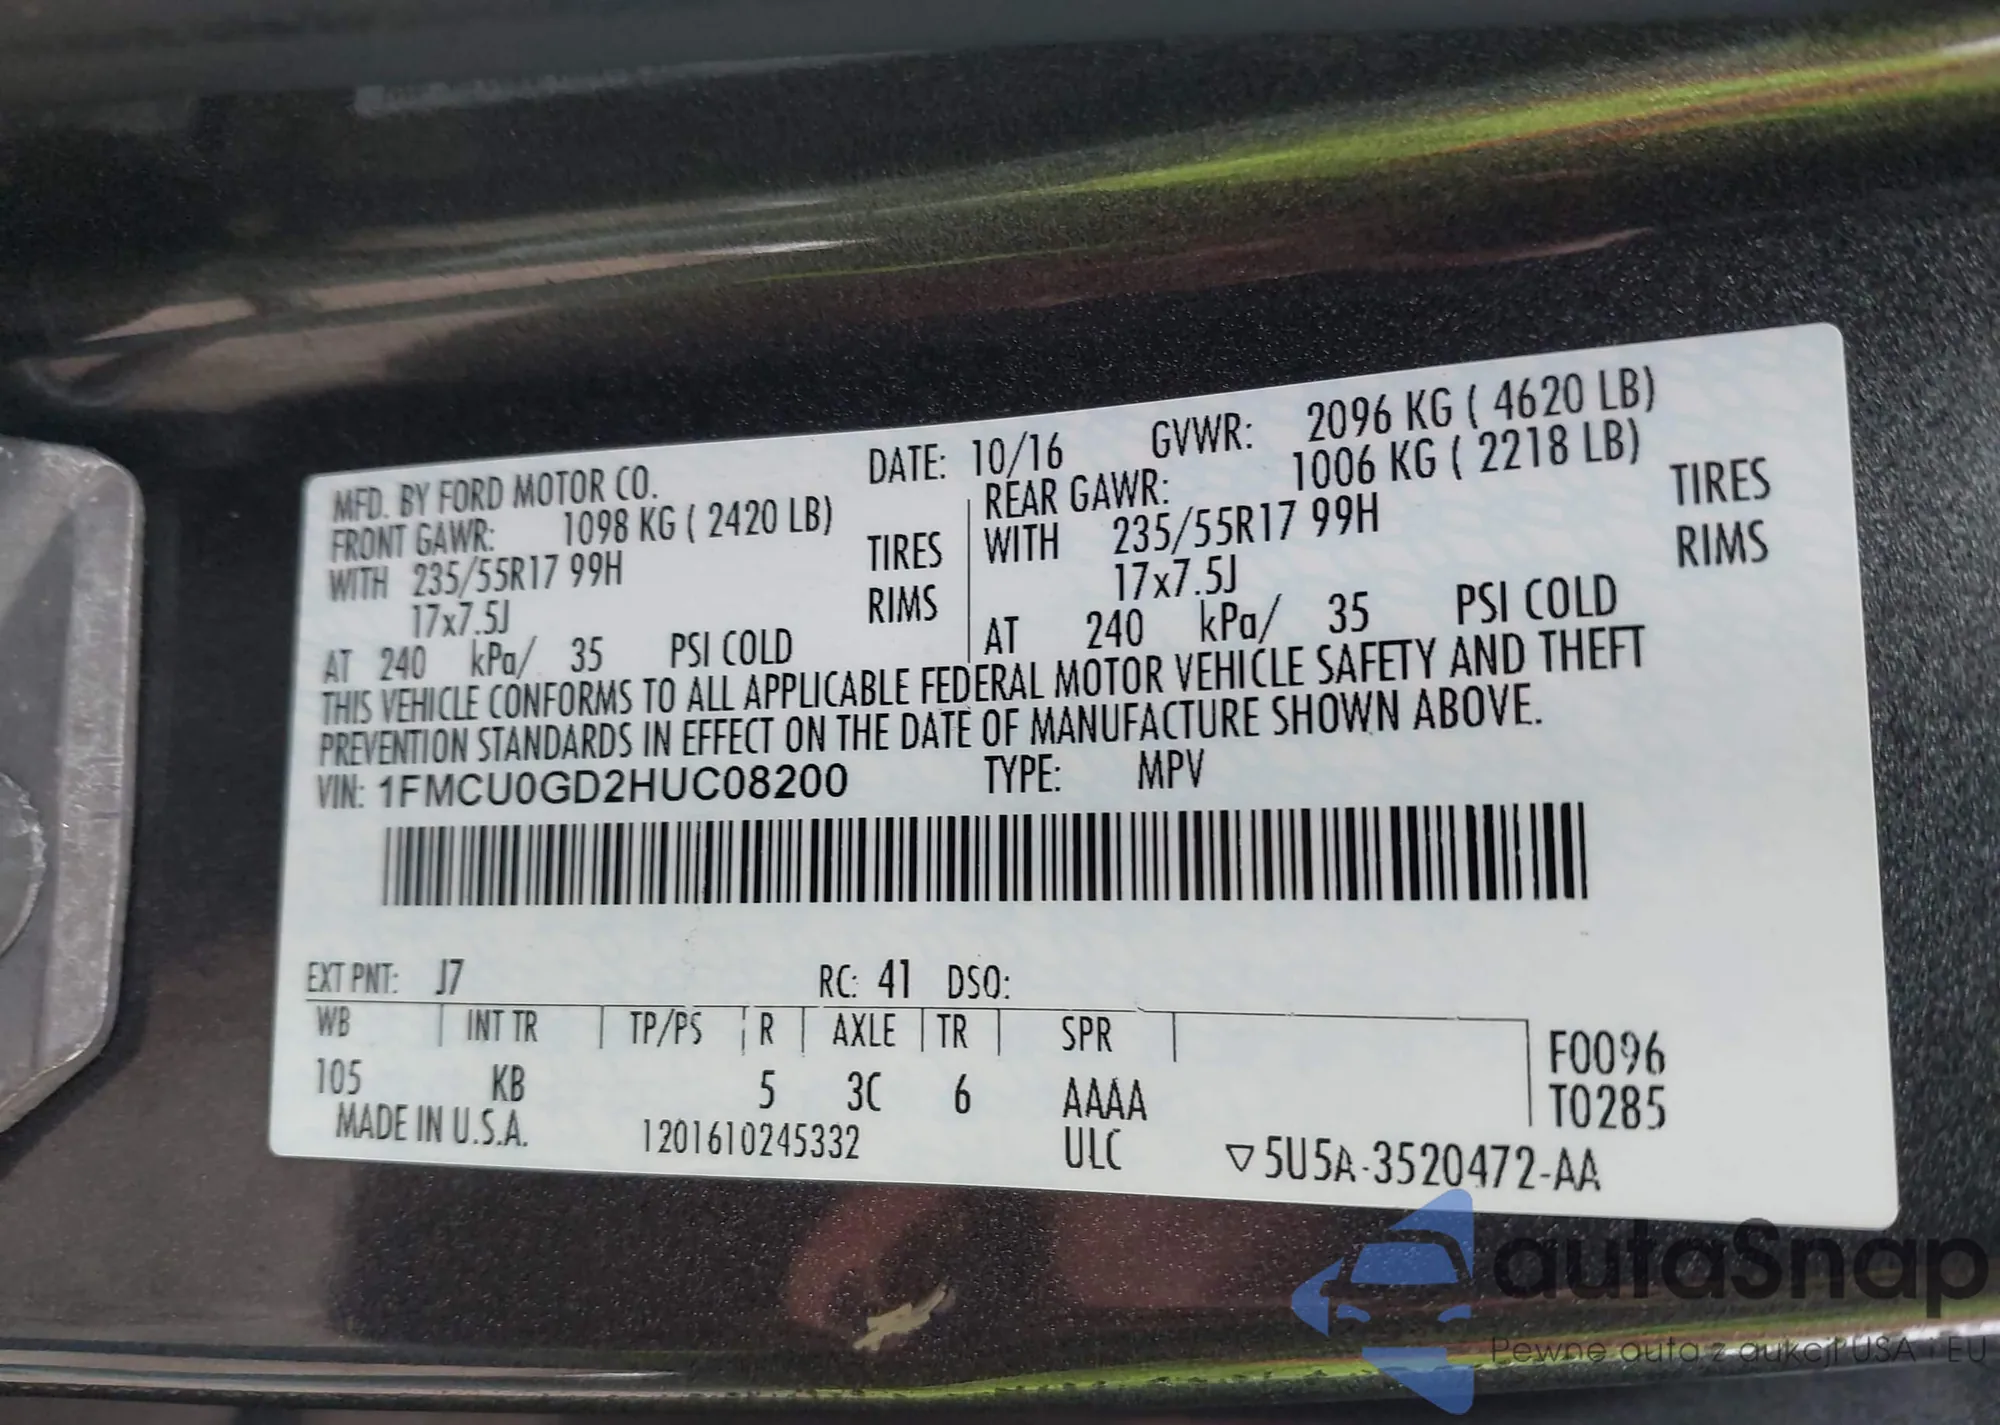 MFD. BY FORD MOTOR CO. DATE: 10/16 GVWR: 2096 KG ( 4620 LB)
FRONT GAWR: 1098 KG ( 2420 LB) REAR GAWR: 1006 KG ( 2218 LB)
WITH 235/55R17 99H TIRES WITH 235/55R17 99H TIRES
17x7.5J RIMS 17x7.5J RIMS
AT 240 kPa/ 35 PSI COLD AT 240 kPa/ 35 PSI COLD
THIS VEHICLE CONFORMS TO ALL APPLICABLE FEDERAL MOTOR VEHICLE SAFETY AND THEFT
PREVENTION STANDARDS IN EFFECT ON THE DATE OF MANUFACTURE SHOWN ABOVE.
VIN: 1FMCU0GD2HUC08200 TYPE: MPV
EXT PNT: J7 RC: 41 DSO:
WB INT TR TP/PS R AXLE TR SPR F0096
105 KB 5 3C 6 AAAA T0285
MADE IN U.S.A. 1201610245332 ULC ▽5U5A-3520472-AA
autaSnap
Pewne auta z aukcji USA i EU